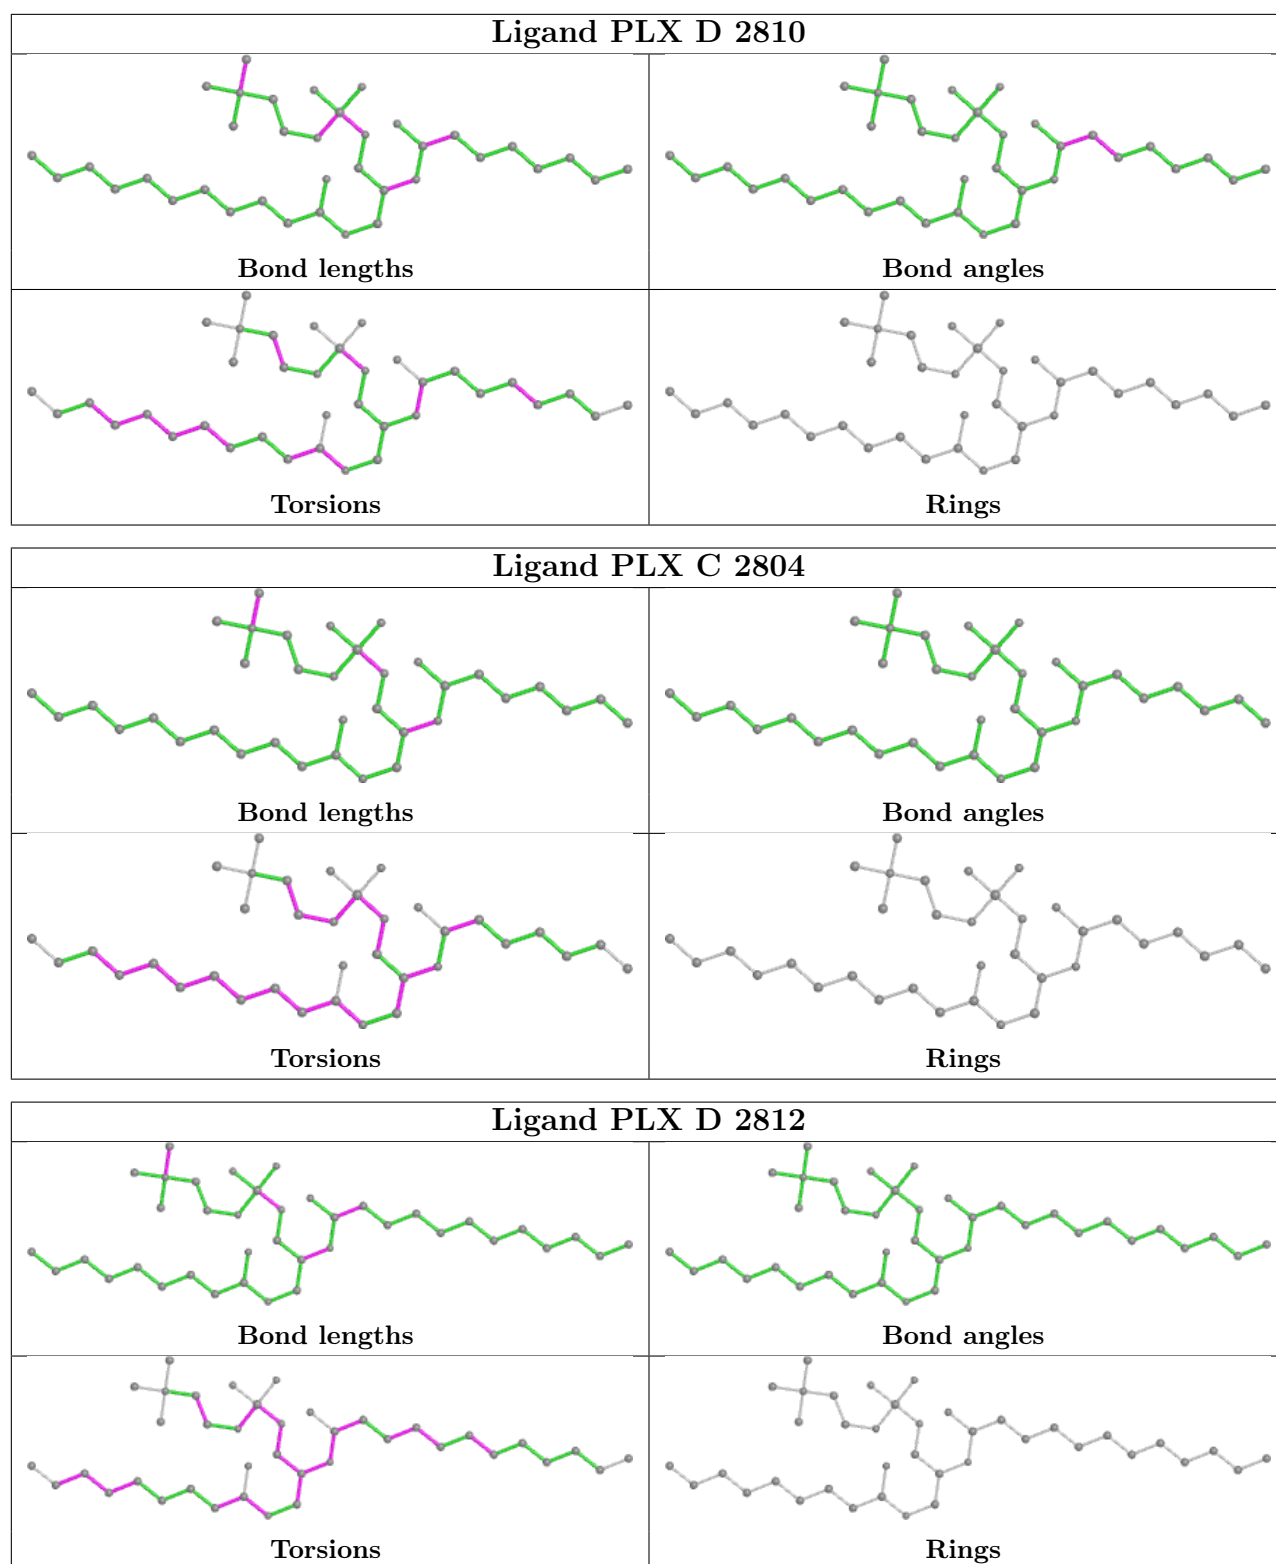 Ligand PLX D 2810
Bond lengths
Bond angles
Torsions
Rings
Ligand PLX C 2804
Bond lengths
Bond angles
Torsions
Rings
Ligand PLX D 2812
Bond lengths
Bond angles
Torsions
Rings